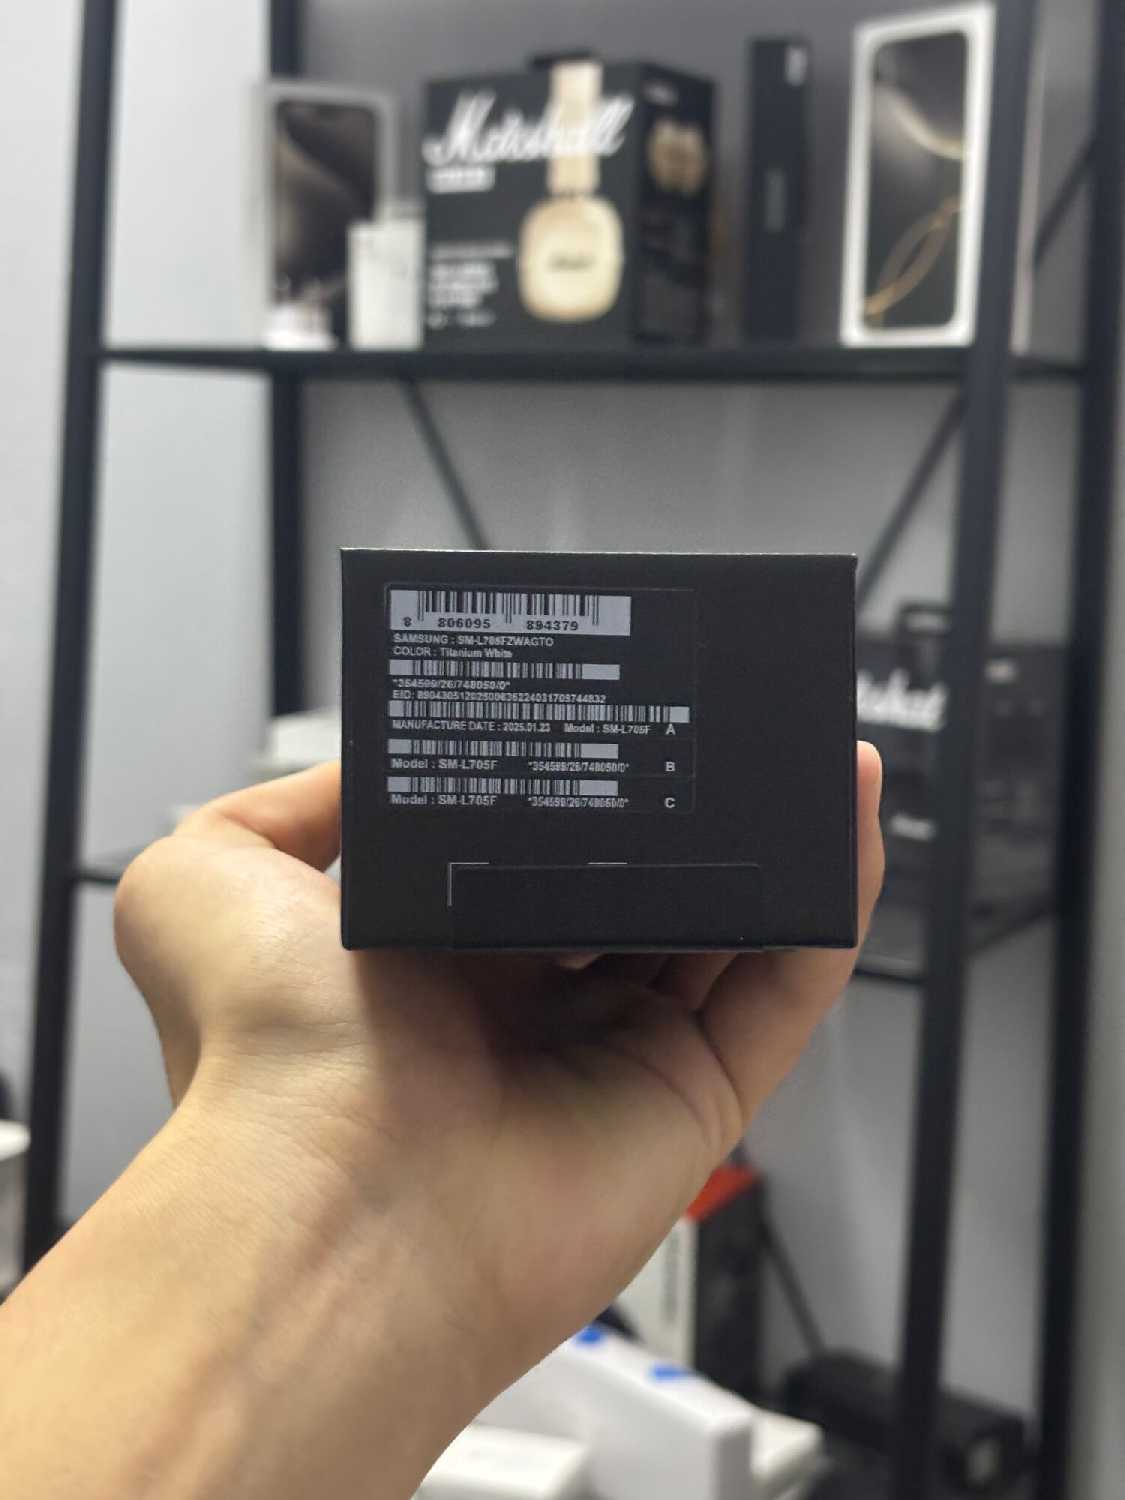 Marshall
8 806095 894379
SAMSUNG : SM-L705FZWAGTO
COLOR : Titanium White
*354599/26/748050/0*
MANUFACTURE DATE : 2025.01.23 Model : SM-L705F A
Model : SM-L705F *354599/26/748050/0* B
Model : SM-L705F *354599/26/748050/0* C